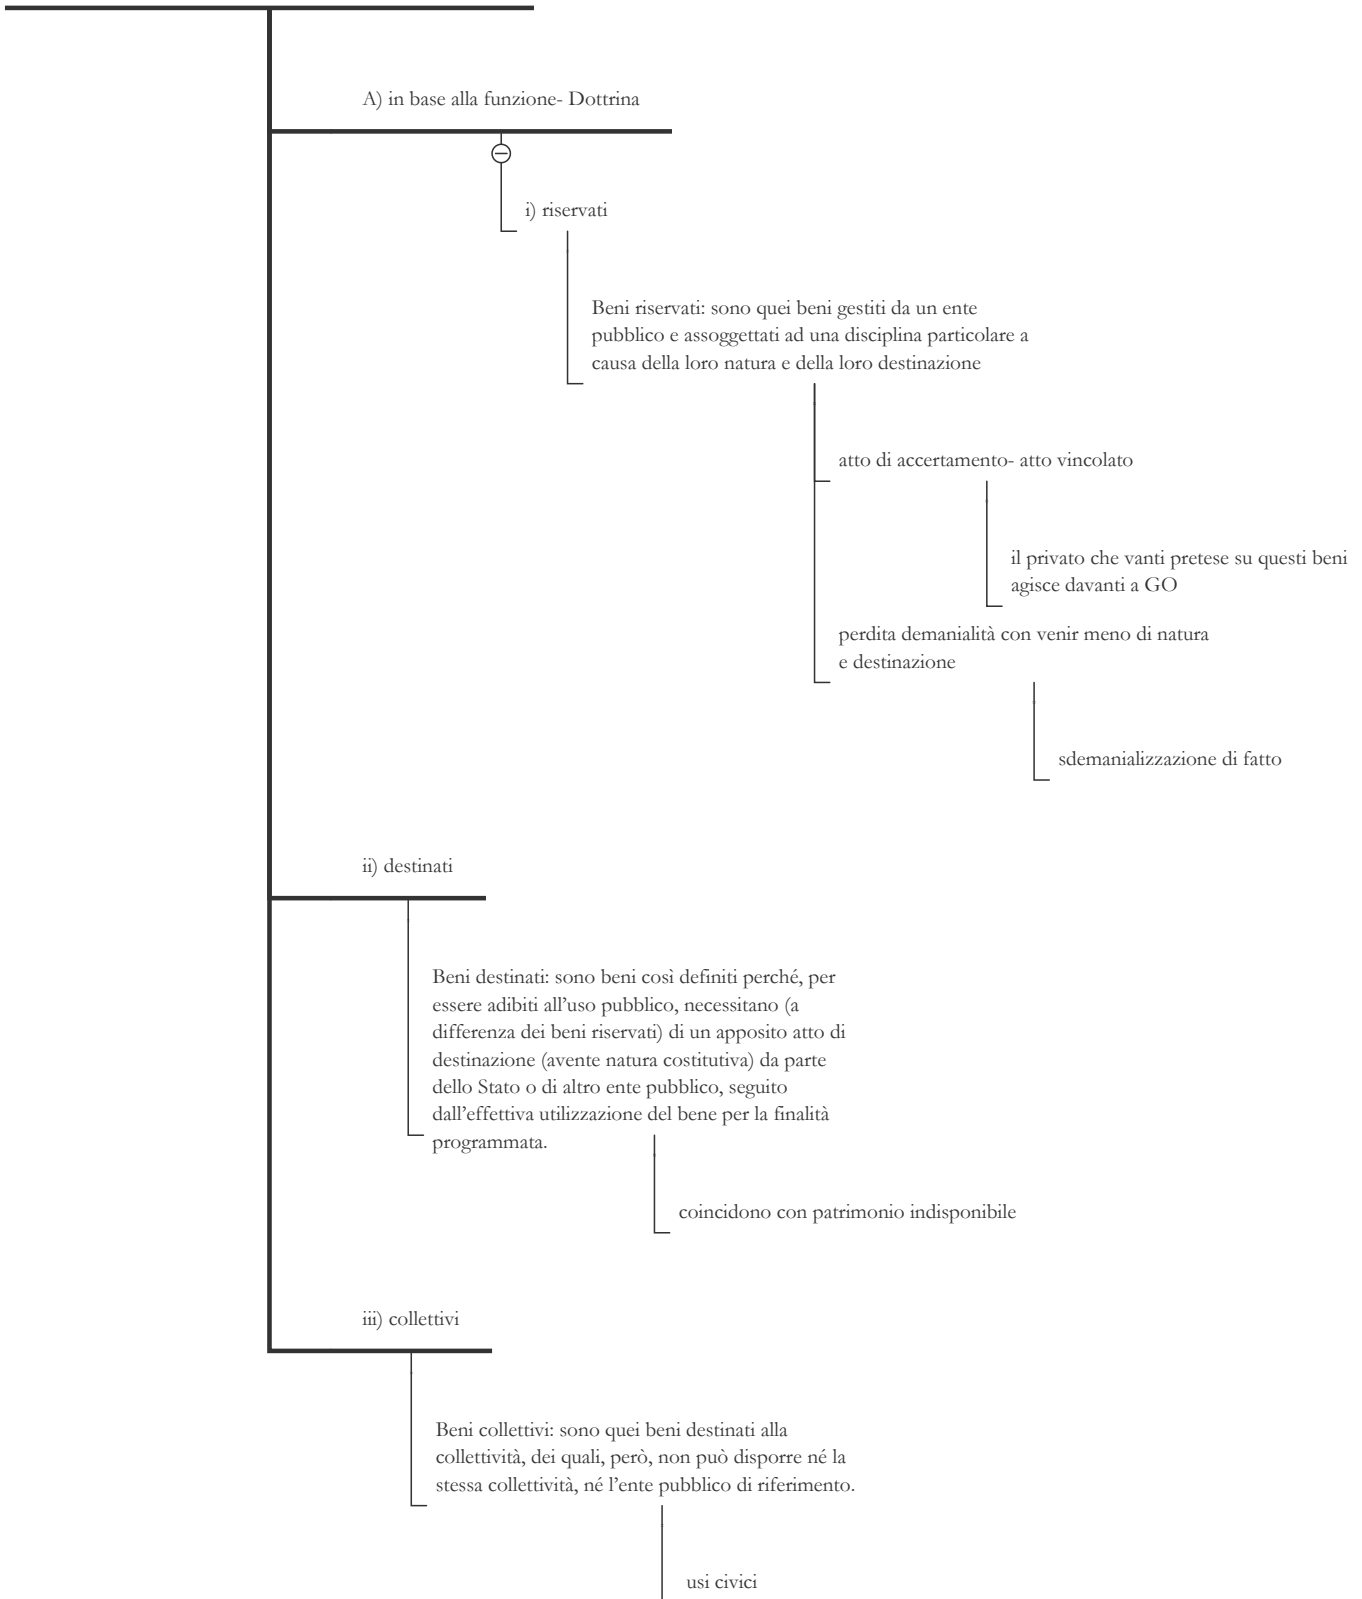 A) in base alla funzione- Dottrina
i) riservati
Beni riservati: sono quei beni gestiti da un ente
pubblico e assoggettati ad una disciplina particolare a
causa della loro natura e della loro destinazione
atto di accertamento- atto vincolato
il privato che vanti pretese su questi beni
agisce davanti a GO
perdita demanialità con venir meno di natura
e destinazione
sdemanializzazione di fatto
ii) destinati
Beni destinati: sono beni così definiti perché, per
essere adibiti all’uso pubblico, necessitano (a
differenza dei beni riservati) di un apposito atto di
destinazione (avente natura costitutiva) da parte
dello Stato o di altro ente pubblico, seguito
dall’effettiva utilizzazione del bene per la finalità
programmata.
coincidono con patrimonio indisponibile
iii) collettivi
Beni collettivi: sono quei beni destinati alla
collettività, dei quali, però, non può disporre né la
stessa collettività, né l’ente pubblico di riferimento.
usi civici